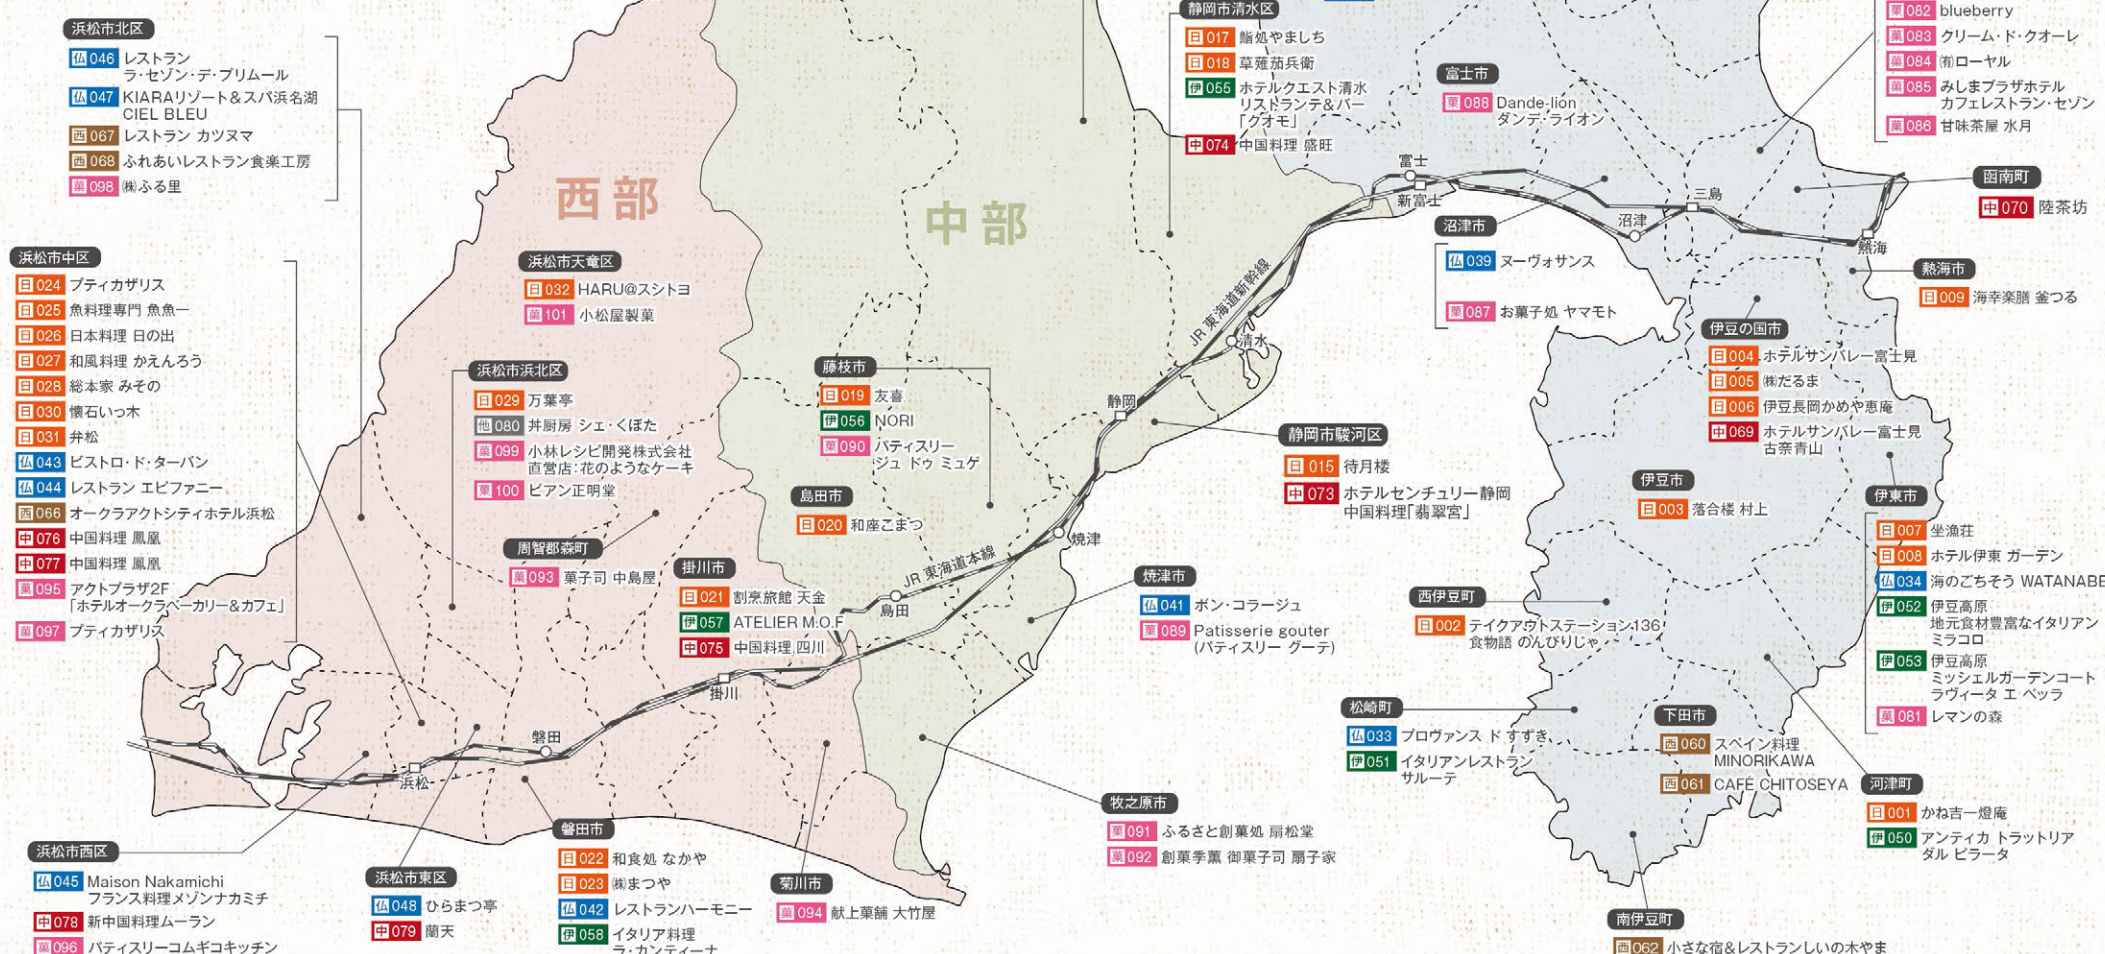 浜松市北区
仏 046 レストラン
ラ・セゾン・デ・プリムール
仏 047 KIARAリゾート&スパ浜名湖
CIEL BLEU
西 067 レストラン カツヌマ
西 068 ふれあいレストラン食楽工房
菓 098 ㈱ふる里
浜松市中区
日 024 プティカザリス
日 025 魚料理専門 魚魚一
日 026 日本料理 日の出
日 027 和風料理 かえんろう
日 028 総本家 みその
日 030 懐石いっ木
日 031 弁松
仏 043 ビストロ・ド・ターバン
仏 044 レストラン エピファニー
西 066 オークラアクトシティホテル浜松
中 076 中国料理 鳳凰
中 077 中国料理 鳳凰
菓 095 アクトプラザ2F
「ホテルオークラベーカリー&カフェ」
菓 097 プティカザリス
浜松市西区
仏 045 Maison Nakamichi
フランス料理メゾンナカミチ
中 078 新中国料理ムーラン
菓 096 パティスリーコムギコキッチン
西部
浜松市天竜区
日 032 HARU@スシトヨ
菓 101 小松屋製菓
浜松市浜北区
日 029 万葉亭
他 080 丼厨房 シェ・くぼた
菓 099 小林レシピ開発株式会社
直営店:花のようなケーキ
菓 100 ビアン正明堂
周智郡森町
菓 093 菓子司 中島屋
掛川市
日 021 割烹旅館 天金
伊 057 ATELIER M.O.F
中 075 中国料理 四川
浜松市東区
仏 048 ひらまつ亭
中 079 蘭天
磐田市
日 022 和食処 なかや
日 023 ㈱まつや
仏 042 レストランハーモニー
伊 058 イタリア料理
ラ・カンティーナ
菊川市
菓 094 献上菓舗 大竹屋
浜松
磐田
掛川
中部
藤枝市
日 019 友喜
伊 056 NORI
菓 090 パティスリー
ジュ ドゥ ミュゲ
島田市
日 020 和座こまつ
JR 東海道本線
島田
焼津
静岡
清水
JR 東海道新幹線
焼津市
仏 041 ボン・コラージュ
菓 089 Patisserie gouter
(パティスリー グーテ)
牧之原市
菓 091 ふるさと創菓処 扇松堂
菓 092 創菓季薫 御菓子司 扇子家
静岡市清水区
日 017 鮨処やましち
日 018 草薙茄兵衛
伊 055 ホテルクエスト清水
リストランテ&バー
「クオモ」
中 074 中国料理 盛旺
静岡市駿河区
日 015 待月楼
中 073 ホテルセンチュリー静岡
中国料理「翡翠宮」
富士市
菓 088 Dande-lion
ダンデ・ライオン
富士
新富士
沼津
三島
熱海
沼津市
仏 039 ヌーヴォサンス
菓 087 お菓子処 ヤマモト
菓 082 blueberry
菓 083 クリーム・ド・クオーレ
菓 084 ㈲ローヤル
菓 085 みしまプラザホテル
カフェレストラン・セゾン
菓 086 甘味茶屋 水月
函南町
中 070 陸茶坊
熱海市
日 009 海幸楽膳 釜つる
伊豆の国市
日 004 ホテルサンバレー富士見
日 005 ㈱だるま
日 006 伊豆長岡かめや恵庵
中 069 ホテルサンバレー富士見
古奈青山
伊豆市
日 003 落合楼 村上
伊東市
日 007 坐漁荘
日 008 ホテル伊東 ガーデン
仏 034 海のごちそう WATANABE
伊 052 伊豆高原
地元食材豊富なイタリアン
ミラコロ
伊 053 伊豆高原
ミッシェルガーデンコート
ラヴィータ エ ベッラ
菓 081 レマンの森
西伊豆町
日 002 テイクアウトステーション136
食物語 のんびりじゃ
松崎町
仏 033 プロヴァンス ド すずき
伊 051 イタリアンレストラン
サルーテ
下田市
西 060 スペイン料理
MINORIKAWA
西 061 CAFÉ CHITOSEYA
河津町
日 001 かね吉一燈庵
伊 050 アンティカ トラットリア
ダル ピラータ
南伊豆町
西 062 小さな宿&レストランしいの木やま